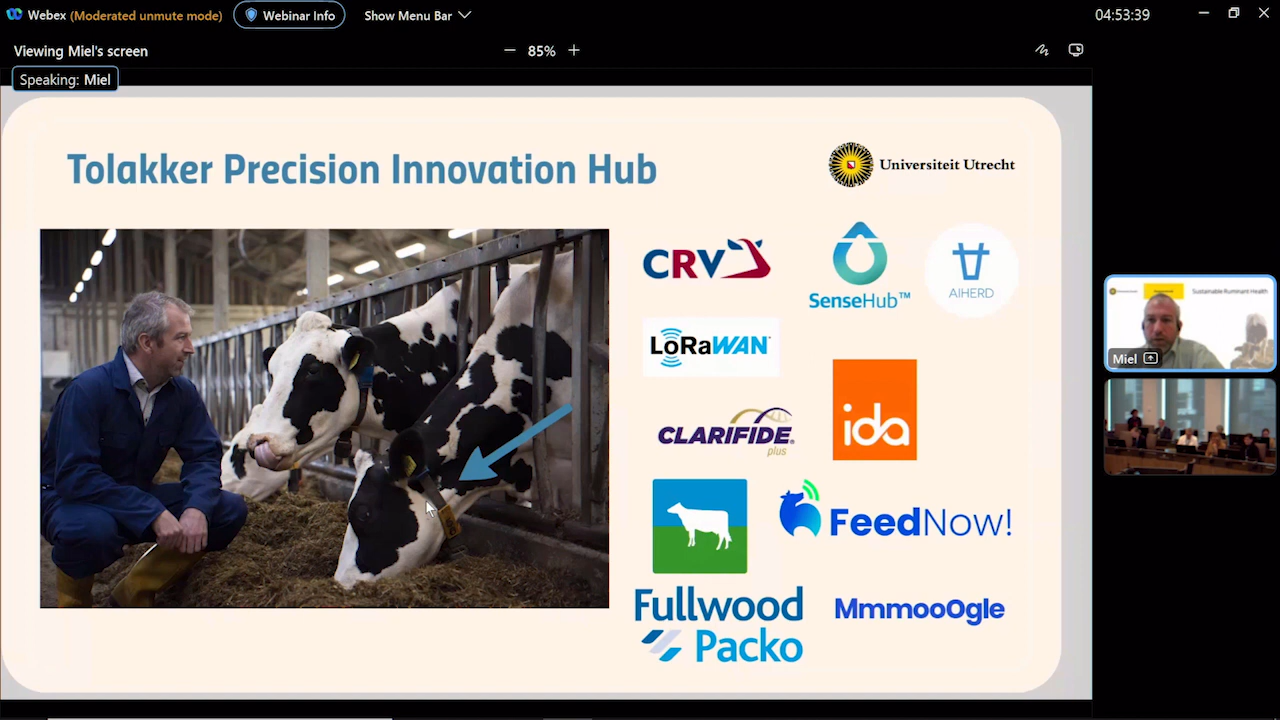 Webex (Moderated unmute mode) Webinar Info Show Menu Bar 04:53:39
Viewing Miel's screen 85%
Speaking: Miel
Tolakker Precision Innovation Hub
Universiteit Utrecht
CRV
SenseHub™
AIHERD
LoRaWAN
CLARIFIDE
plus
ida
FeedNow!
Fullwood
Packo
MmmooOgle
Sustainable Ruminant Health
Miel